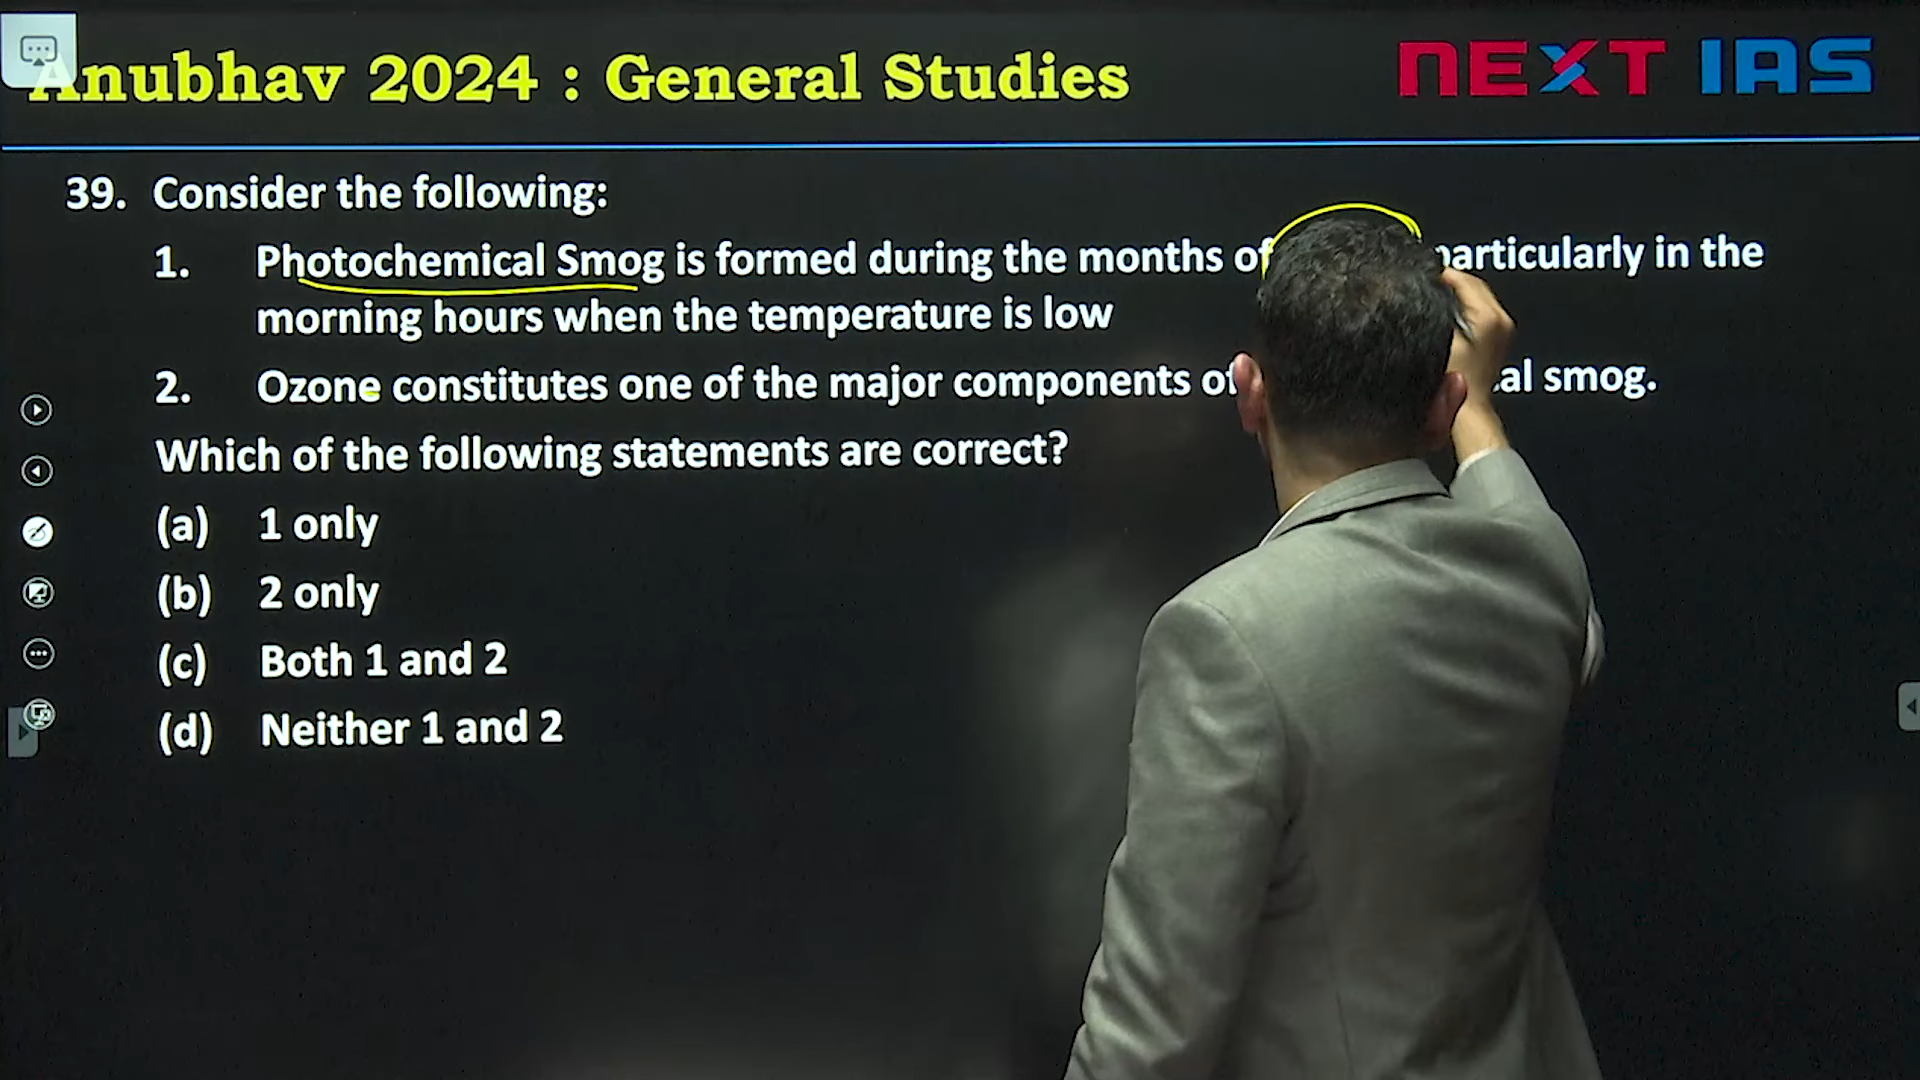 Anubhav 2024 : General Studies
NEXT IAS
39. Consider the following:
1. Photochemical Smog is formed during the months of particularly in the
morning hours when the temperature is low
2. Ozone constitutes one of the major components of al smog.
Which of the following statements are correct?
(a) 1 only
(b) 2 only
(c) Both 1 and 2
(d) Neither 1 and 2